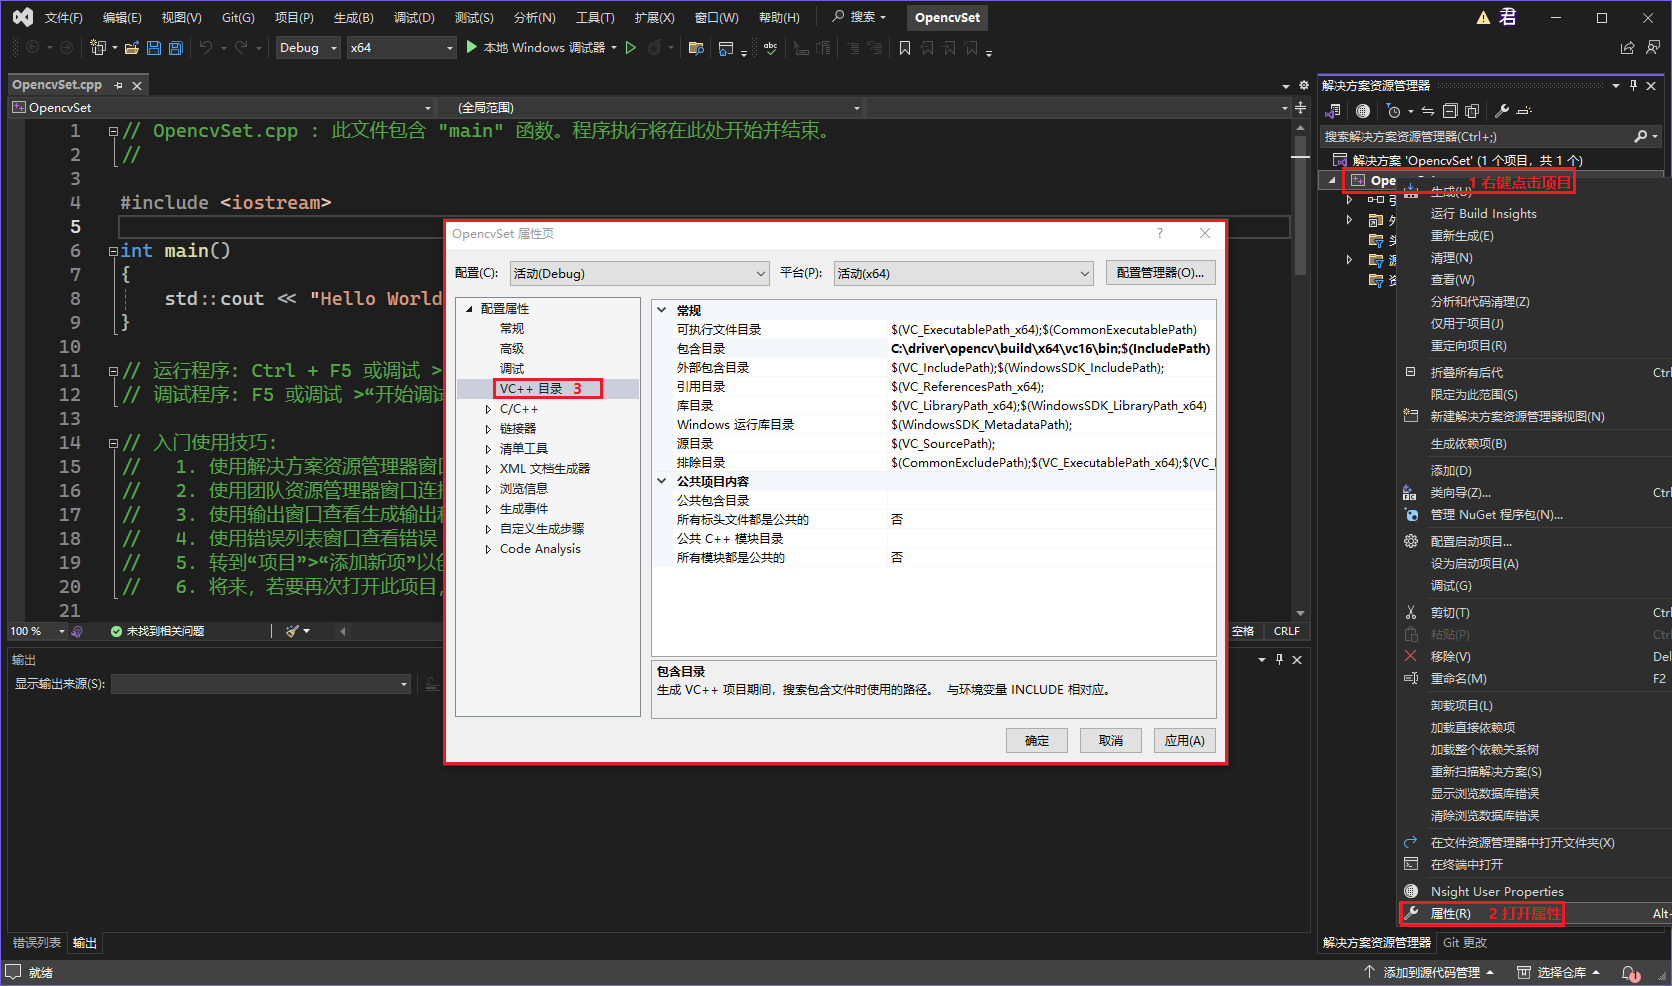 文件(F) 编辑(E) 视图(V) Git(G) 项目(P) 生成(B) 调试(D) 测试(S) 分析(N) 工具(T) 扩展(X) 窗口(W) 帮助(H) 搜索 OpencvSet 君
Debug x64 本地 Windows 调试器
OpencvSet.cpp
OpencvSet (全局范围)
1 // OpencvSet.cpp : 此文件包含 "main" 函数。程序执行将在此处开始并结束。
2 //
3
4 #include <iostream>
5
6 int main()
7 {
8 std::cout << "Hello World
9 }
10
11 // 运行程序: Ctrl + F5 或调试 >
12 // 调试程序: F5 或调试 >“开始调试
13
14 // 入门使用技巧:
15 // 1. 使用解决方案资源管理器窗口
16 // 2. 使用团队资源管理器窗口连接
17 // 3. 使用输出窗口查看生成输出和
18 // 4. 使用错误列表窗口查看错误
19 // 5. 转到“项目”>“添加新项”以创
20 // 6. 将来，若要再次打开此项目，
21
100 % 未找到相关问题 空格 CRLF
输出
显示输出来源(S):
错误列表 输出
就绪
OpencvSet 属性页
配置(C): 活动(Debug) 平台(P): 活动(x64) 配置管理器(O)...
配置属性
常规
高级
调试
VC++ 目录 3
C/C++
链接器
清单工具
XML 文档生成器
浏览信息
生成事件
自定义生成步骤
Code Analysis
常规
可执行文件目录 $(VC_ExecutablePath_x64);$(CommonExecutablePath)
包含目录 C:\driver\opencv\build\x64\vc16\bin;$(IncludePath)
外部包含目录 $(VC_IncludePath);$(WindowsSDK_IncludePath);
引用目录 $(VC_ReferencesPath_x64);
库目录 $(VC_LibraryPath_x64);$(WindowsSDK_LibraryPath_x64)
Windows 运行库目录 $(WindowsSDK_MetadataPath);
源目录 $(VC_SourcePath);
排除目录 $(CommonExcludePath);$(VC_ExecutablePath_x64);$(VC_
公共项目内容
公共包含目录
所有标头文件都是公共的 否
公共 C++ 模块目录
所有模块都是公共的 否
包含目录
生成 VC++ 项目期间，搜索包含文件时使用的路径。 与环境变量 INCLUDE 相对应。
确定 取消 应用(A)
解决方案资源管理器
搜索解决方案资源管理器(Ctrl+;)
解决方案 'OpencvSet' (1 个项目，共 1 个)
Ope 1 右键点击项目
引
外
头
源
资
生成(U)
运行 Build Insights
重新生成(E)
清理(N)
查看(W)
分析和代码清理(Z)
仅用于项目(J)
重定向项目(R)
折叠所有后代 Ctrl
限定为此范围(S)
新建解决方案资源管理器视图(N)
生成依赖项(B)
添加(D)
类向导(Z)... Ctrl
管理 NuGet 程序包(N)...
配置启动项目...
设为启动项目(A)
调试(G)
剪切(T) Ctrl
粘贴(P) Ctrl
移除(V) Del
重命名(M) F2
卸载项目(L)
加载直接依赖项
加载整个依赖关系树
重新扫描解决方案(S)
显示浏览数据库错误
清除浏览数据库错误
在文件资源管理器中打开文件夹(X)
在终端中打开
Nsight User Properties
属性(R) 2 打开属性 Alt-
解决方案资源管理器 Git 更改
添加到源代码管理 选择仓库 1